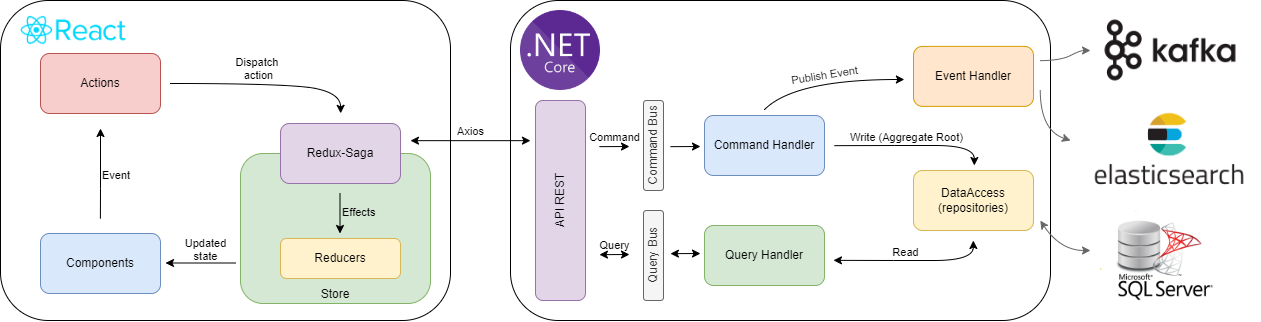 React
Actions
Dispatch
action
Redux-Saga
Effects
Reducers
Store
Updated
state
Components
Event
Axios
.NET
Core
API REST
Command
Command Bus
Command Handler
Publish Event
Event Handler
Write (Aggregate Root)
DataAccess
(repositories)
Query
Query Bus
Query Handler
Read
kafka
elasticsearch
Microsoft®
SQL Server®